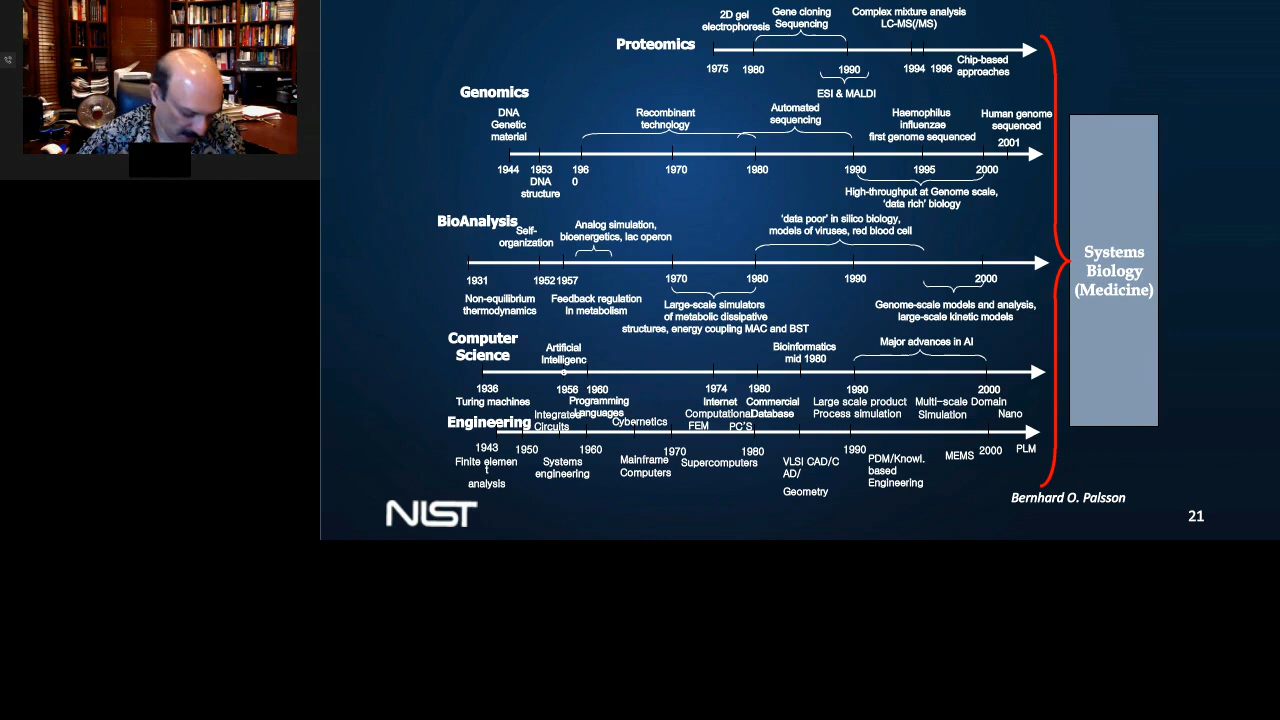 2D gel
electrophoresis
Gene cloning
Sequencing
Complex mixture analysis
LC-MS(/MS)
Proteomics
1975 1980 1990 1994 1996
Chip-based
approaches
ESI & MALDI
Genomics
DNA
Genetic
material
Recombinant
technology
Automated
sequencing
Haemophilus
influenzae
first genome sequenced
Human genome
sequenced
2001
1944 1953 196 1970 1980 1990 1995 2000
0
DNA
structure
High-throughput at Genome scale,
‘data rich’ biology
BioAnalysis
Self-
organization
Analog simulation,
bioenergetics, lac operon
‘data poor’ in silico biology,
models of viruses, red blood cell
1931 1952 1957 1970 1980 1990 2000
Non-equilibrium
thermodynamics
Feedback regulation
In metabolism
Large-scale simulators
of metabolic dissipative
structures, energy coupling MAC and BST
Genome-scale models and analysis,
large-scale kinetic models
Computer
Science
Artificial
Intelligenc
e
Bioinformatics
mid 1980
Major advances in AI
1936 1956 1960 1974 1980 1990 2000
Turing machines
Programming
Languages
Internet
Commercial
Database
Large scale product
Process simulation
Multi-scale Domain
Simulation
Nano
Engineering
Integrated
Circuits
Cybernetics
Computational
FEM
PC'S
1943 1950 1960 1970 1980 1990 2000
PLM
Finite elemen
t
analysis
Systems
engineering
Mainframe
Computers
Supercomputers
VLSI CAD/C
AD/
Geometry
PDM/Knowl.
based
Engineering
MEMS
Systems
Biology
(Medicine)
Bernhard O. Palsson
NIST
21